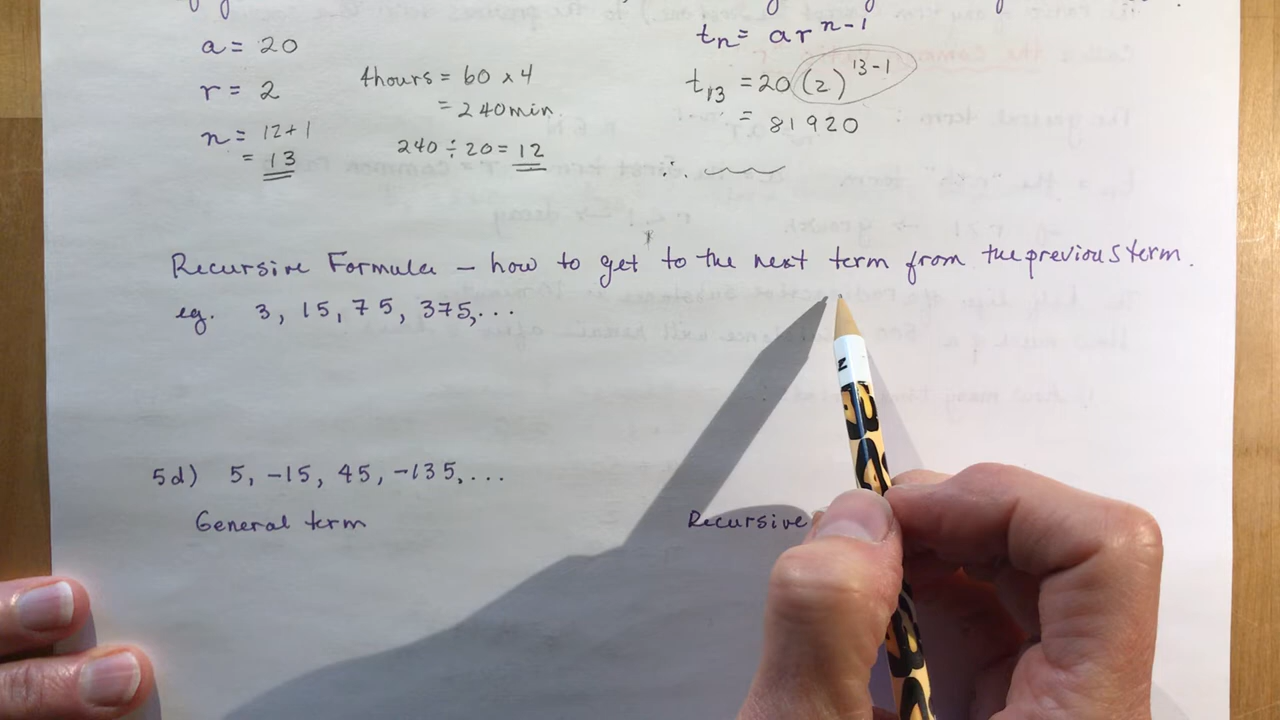 a = 20
tn = ar n-1
r = 2
4hours = 60 x 4
= 240min
t13 = 20(2) 13-1
= 81920
n = 12+1
= 13
240 ÷ 20 = 12
∴
Recursive Formula — how to get to the next term from the previous term.
eg. 3, 15, 75, 375,...
5d) 5, -15, 45, -135,...
General term
Recursive
N